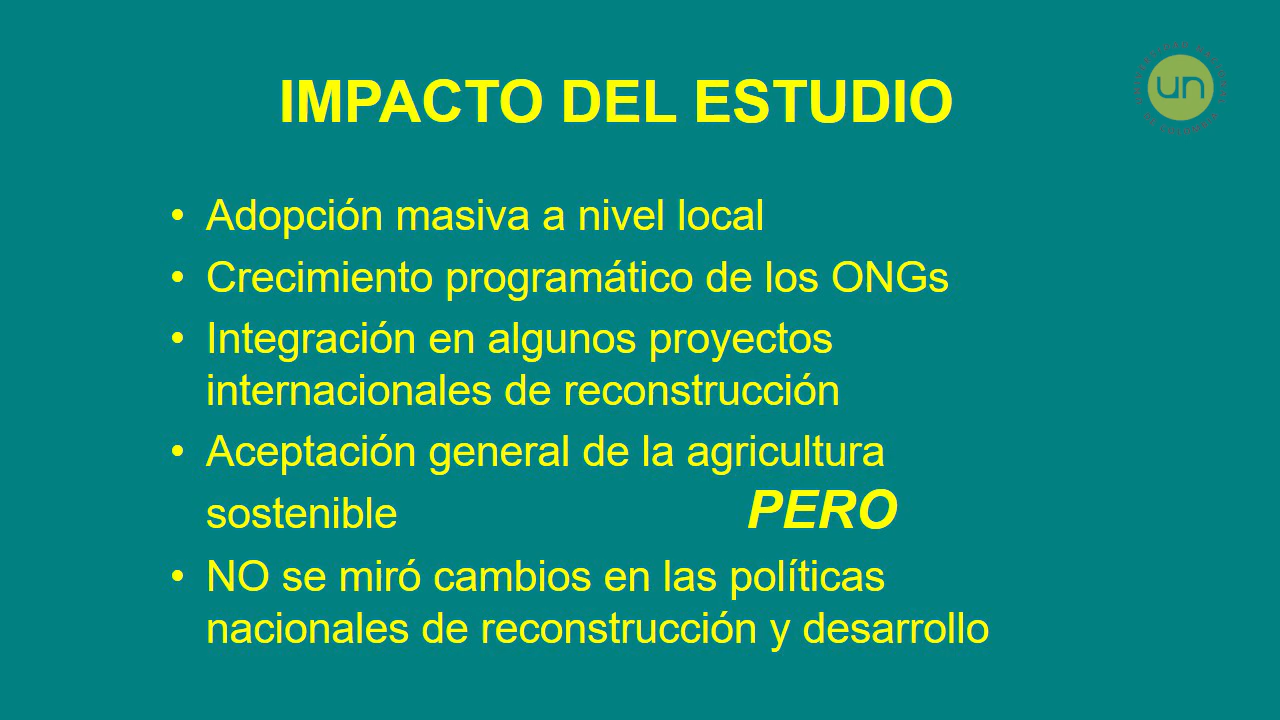 IMPACTO DEL ESTUDIO
un
• Adopción masiva a nivel local
• Crecimiento programático de los ONGs
• Integración en algunos proyectos
internacionales de reconstrucción
• Aceptación general de la agricultura
sostenible PERO
• NO se miró cambios en las políticas
nacionales de reconstrucción y desarrollo